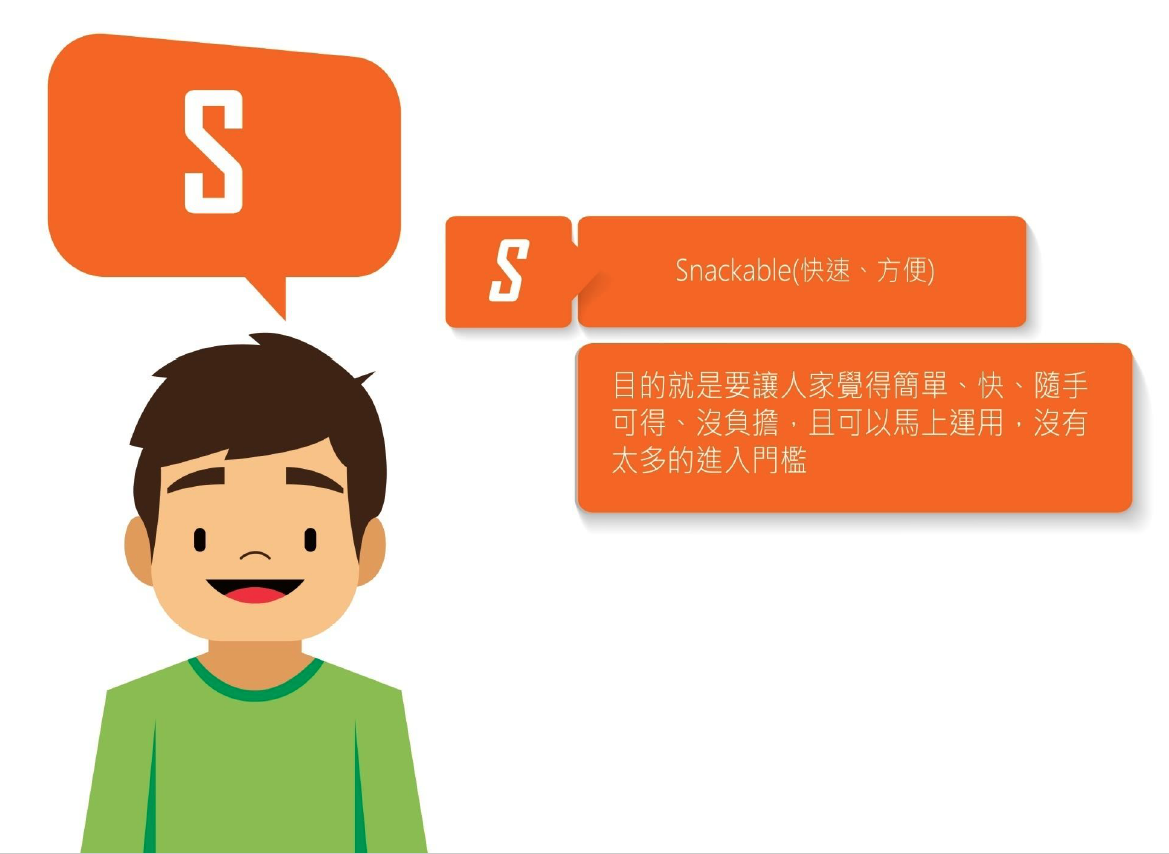 S
S
Snackable(快速、方便)
目的就是要讓人家覺得簡單、快、隨手
可得、沒負擔，且可以馬上運用，沒有
太多的進入門檻